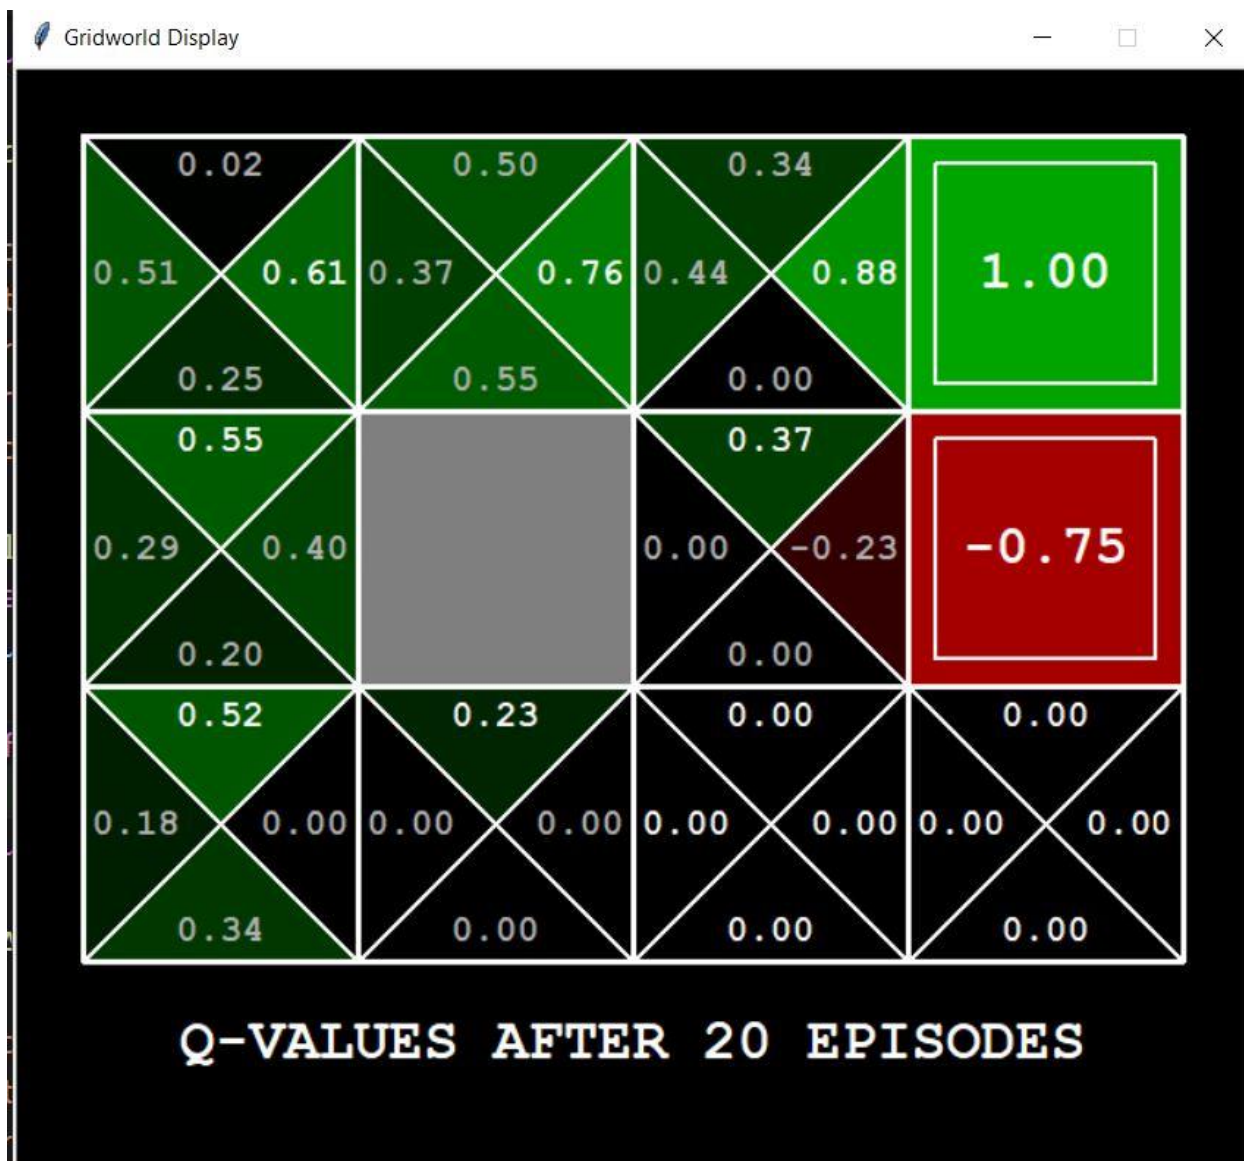 Gridworld Display
0.02 0.50 0.34
0.51 0.61 0.37 0.76 0.44 0.88 1.00
0.25 0.55 0.00
0.55 0.37
0.29 0.40 0.00 -0.23 -0.75
0.20 0.00
0.52 0.23 0.00 0.00
0.18 0.00 0.00 0.00 0.00 0.00 0.00 0.00
0.34 0.00 0.00 0.00
Q-VALUES AFTER 20 EPISODES